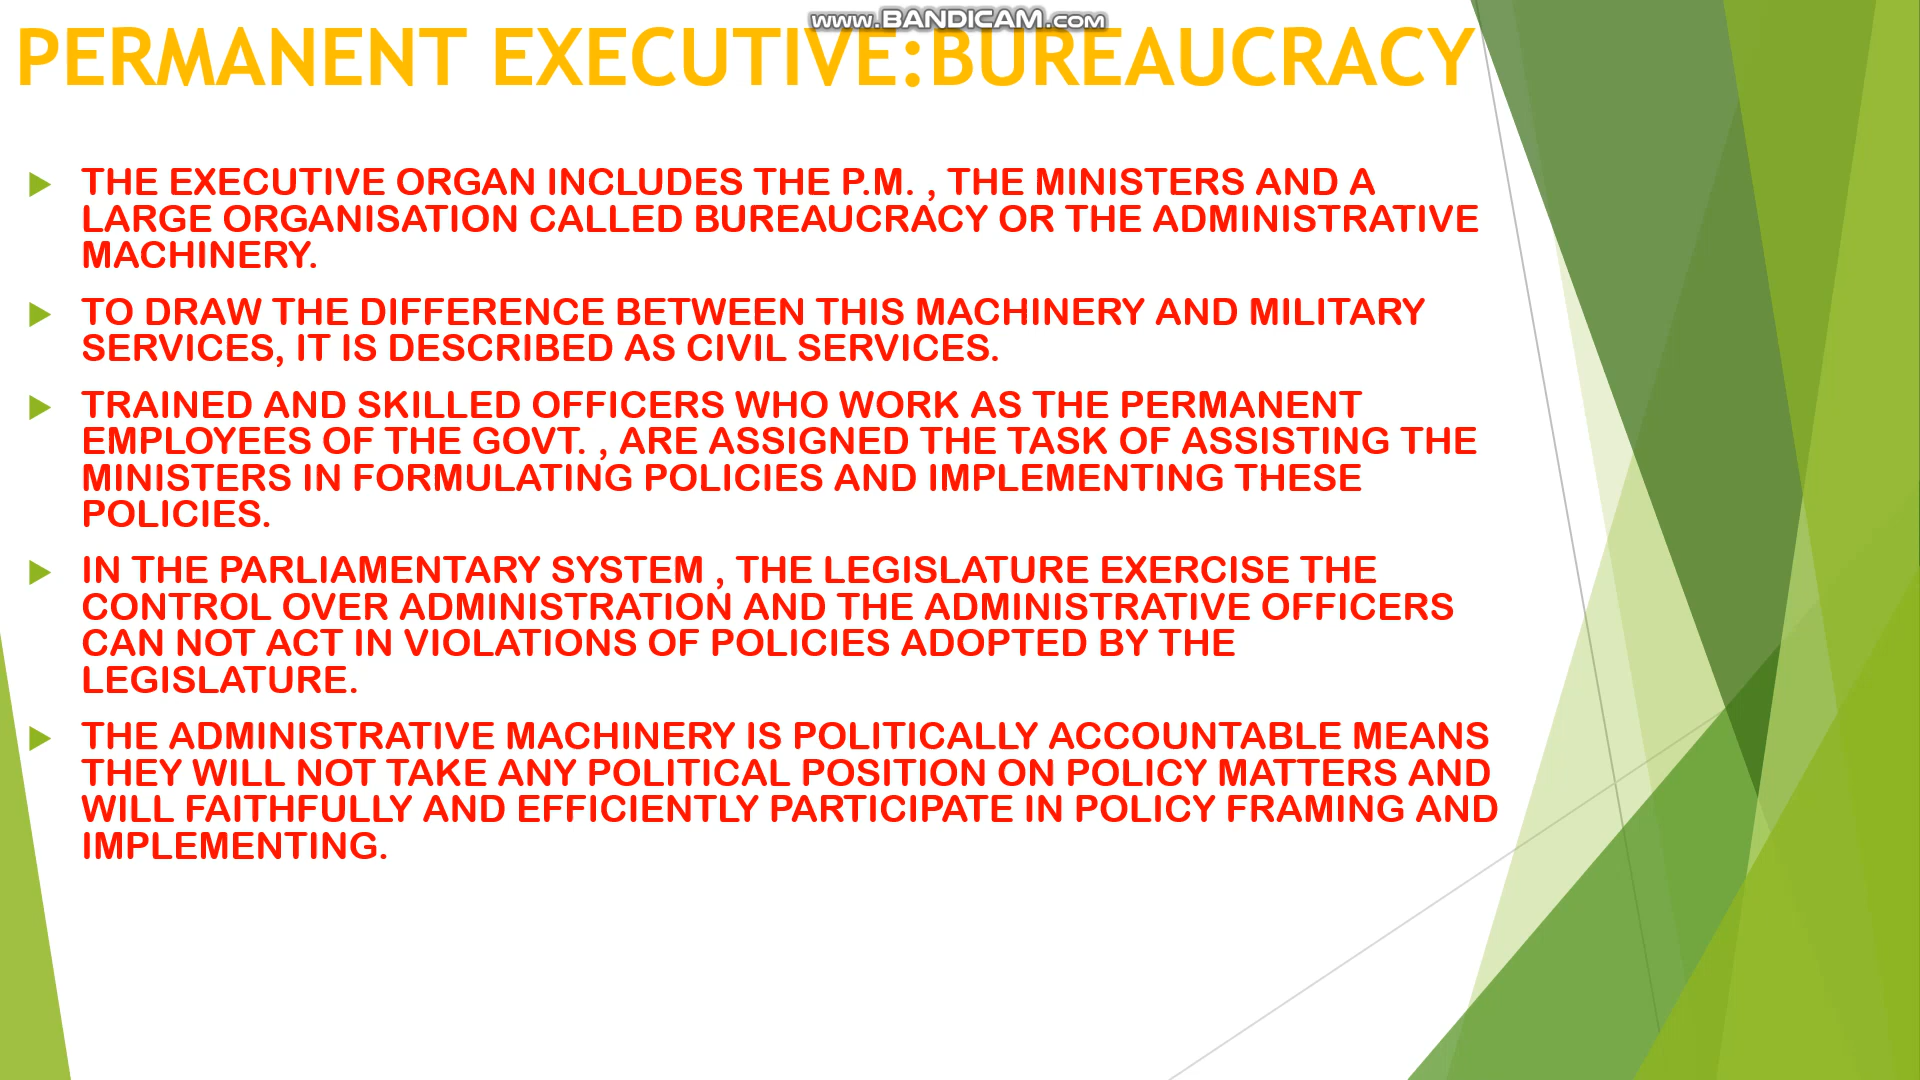 www.BANDICAM.com
PERMANENT EXECUTIVE:BUREAUCRACY
THE EXECUTIVE ORGAN INCLUDES THE P.M. , THE MINISTERS AND A
LARGE ORGANISATION CALLED BUREAUCRACY OR THE ADMINISTRATIVE
MACHINERY.
TO DRAW THE DIFFERENCE BETWEEN THIS MACHINERY AND MILITARY
SERVICES, IT IS DESCRIBED AS CIVIL SERVICES.
TRAINED AND SKILLED OFFICERS WHO WORK AS THE PERMANENT
EMPLOYEES OF THE GOVT. , ARE ASSIGNED THE TASK OF ASSISTING THE
MINISTERS IN FORMULATING POLICIES AND IMPLEMENTING THESE
POLICIES.
IN THE PARLIAMENTARY SYSTEM , THE LEGISLATURE EXERCISE THE
CONTROL OVER ADMINISTRATION AND THE ADMINISTRATIVE OFFICERS
CAN NOT ACT IN VIOLATIONS OF POLICIES ADOPTED BY THE
LEGISLATURE.
THE ADMINISTRATIVE MACHINERY IS POLITICALLY ACCOUNTABLE MEANS
THEY WILL NOT TAKE ANY POLITICAL POSITION ON POLICY MATTERS AND
WILL FAITHFULLY AND EFFICIENTLY PARTICIPATE IN POLICY FRAMING AND
IMPLEMENTING.